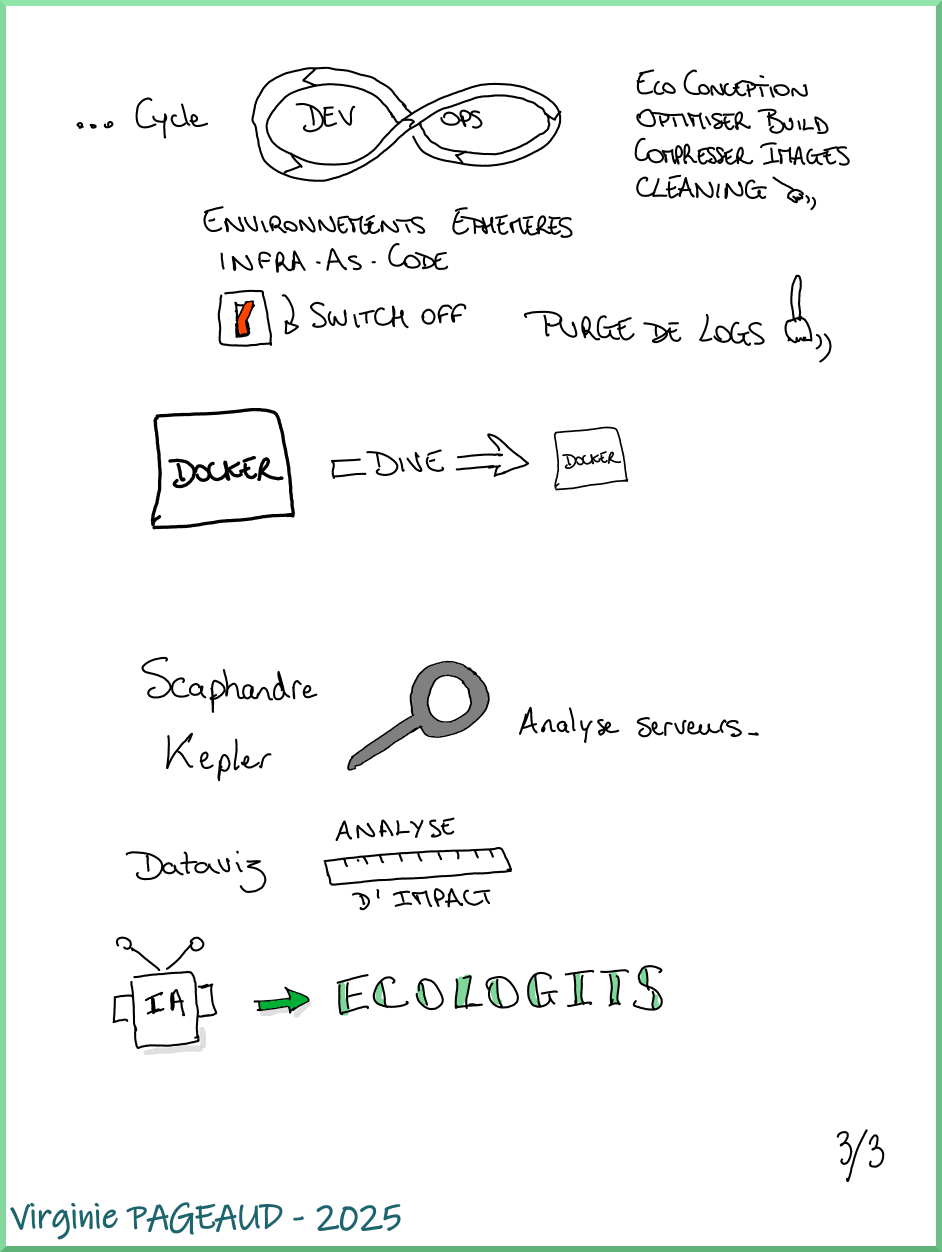 ... Cycle
DEV
OPS
ECO CONCEPTION
OPTIMISER BUILD
COMPRESSER IMAGES
CLEANING
ENVIRONNEMENTS EPHEMERES
INFRA-AS-CODE
SWITCH OFF
PURGE DE LOGS
DOCKER
DIVE
DOCKER
Scaphandre
Kepler
Analyse serveurs-
Dataviz
ANALYSE
D'IMPACT
IA
ECOLOGITS
3/3
Virginie PAGEAUD - 2025